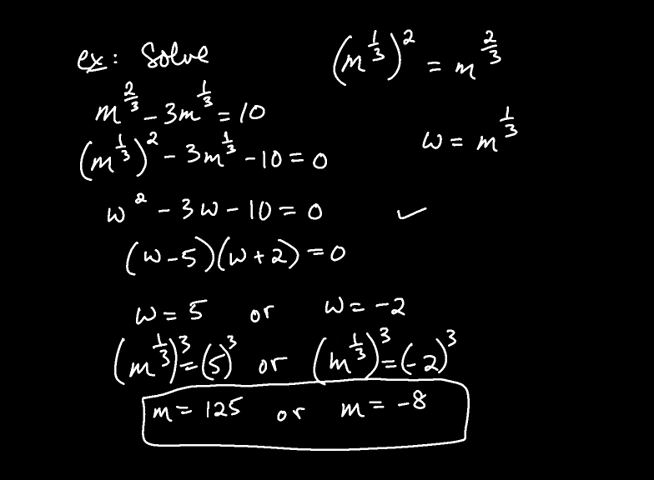 ex: Solve
(m^{1/3})^2 = m^{2/3}
m^{2/3} - 3m^{1/3} = 10
(m^{1/3})^2 - 3m^{1/3} - 10 = 0
w = m^{1/3}
w^2 - 3w - 10 = 0 ✓
(w - 5)(w + 2) = 0
w = 5 or w = -2
(m^{1/3})^3 = (5)^3 or (m^{1/3})^3 = (-2)^3
m = 125 or m = -8